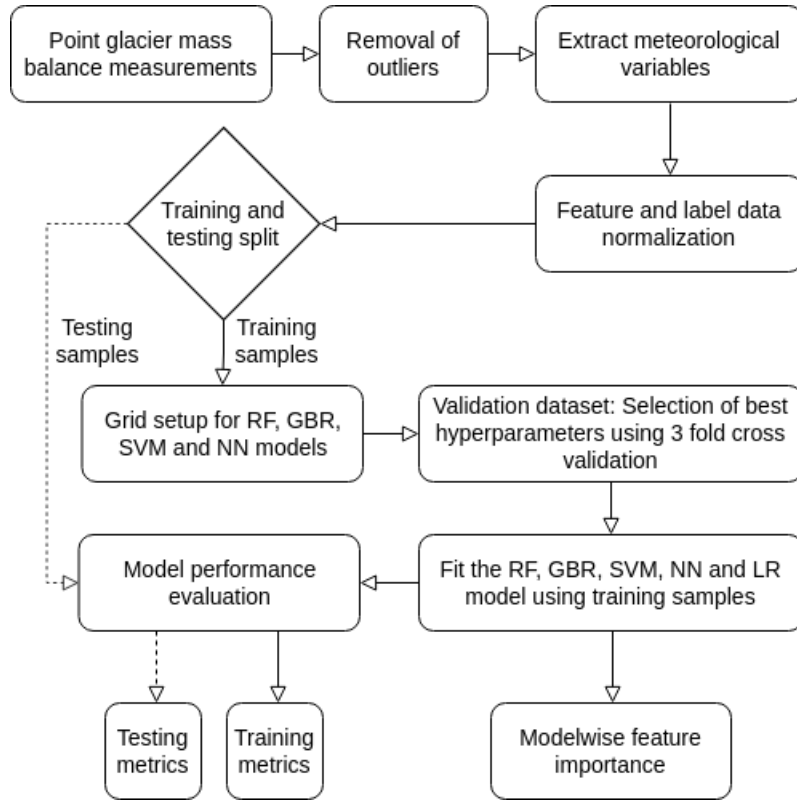 Point glacier mass
balance measurements
Removal of
outliers
Extract meteorological
variables
Feature and label data
normalization
Training and
testing split
Testing
samples
Training
samples
Grid setup for RF, GBR,
SVM and NN models
Validation dataset: Selection of best
hyperparameters using 3 fold cross
validation
Fit the RF, GBR, SVM, NN and LR
model using training samples
Model performance
evaluation
Testing
metrics
Training
metrics
Modelwise feature
importance